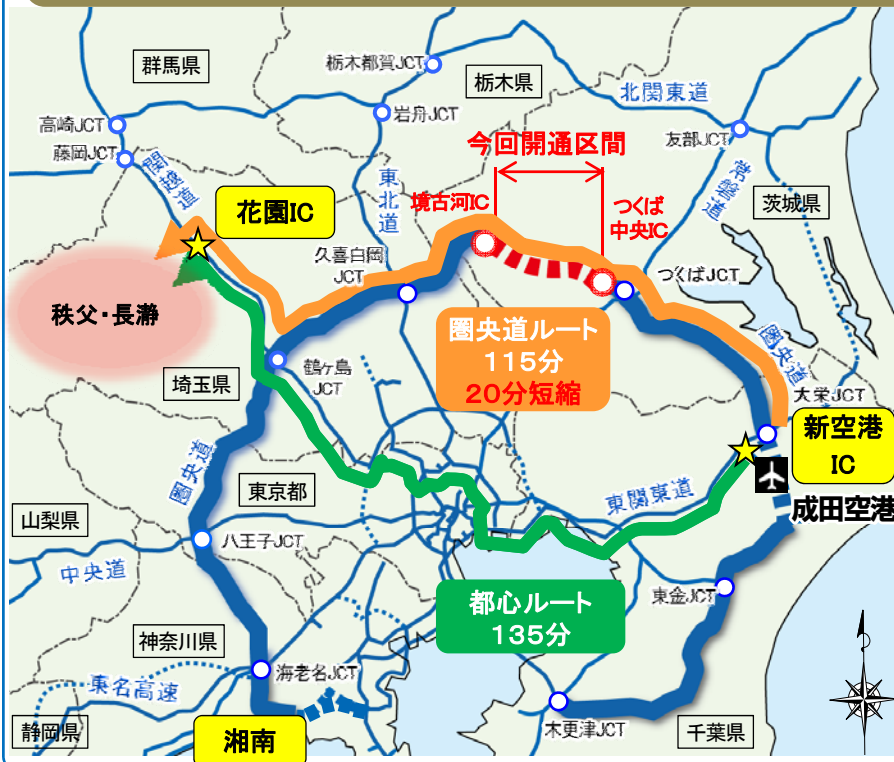 群馬県
栃木都賀JCT
栃木県
北関東道
高崎JCT
岩舟JCT
友部JCT
藤岡JCT
関越道
今回開通区間
常磐道
東北道
花園IC
境古河IC
つくば
中央IC
茨城県
久喜白岡
JCT
つくばJCT
秩父・長瀞
圏央道ルート
115分
20分短縮
圏央道
鶴ヶ島
JCT
埼玉県
大栄JCT
新空港
IC
圏央道
東京都
東関東道
成田空港
山梨県
八王子JCT
中央道
都心ルート
135分
東金JCT
神奈川県
海老名JCT
東名高速
静岡県
湘南
木更津JCT
千葉県